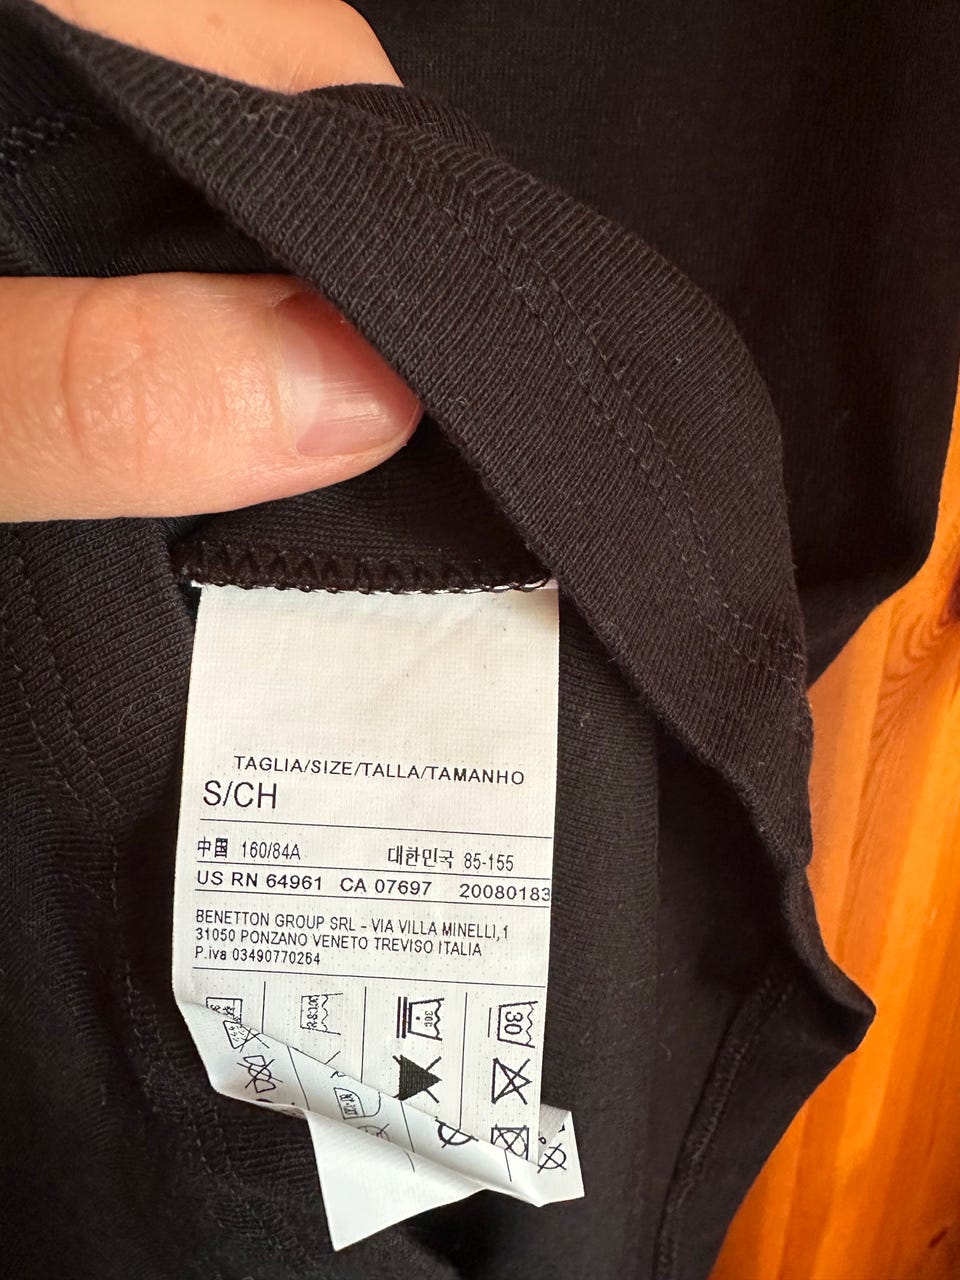 TAGLIA/SIZE/TALLA/TAMANHO
S/CH
中国 160/84A 대한민국 85-155
US RN 64961 CA 07697 20080183
BENETTON GROUP SRL - VIA VILLA MINELLI,1
31050 PONZANO VENETO TREVISO ITALIA
P.iva 03490770264
30